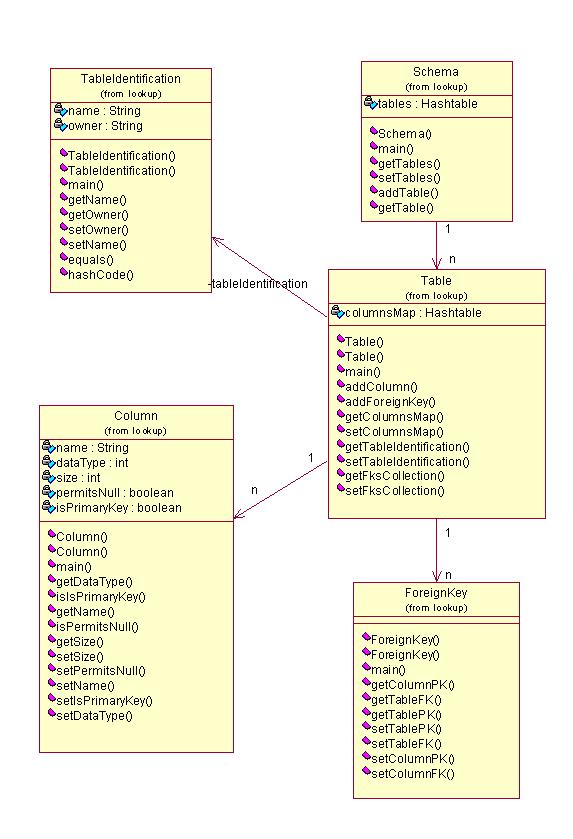 TableIdentification
(from lookup)
name : String
owner : String
TableIdentification()
TableIdentification()
main()
getName()
getOwner()
setOwner()
setName()
equals()
hashCode()
Schema
(from lookup)
tables : Hashtable
Schema()
main()
getTables()
setTables()
addTable()
getTable()
1
n
-tableIdentification
Table
(from lookup)
columnsMap : Hashtable
Table()
Table()
main()
addColumn()
addForeignKey()
getColumnsMap()
setColumnsMap()
getTableIdentification()
setTableIdentification()
getFksCollection()
setFksCollection()
1
n
Column
(from lookup)
name : String
dataType : int
size : int
permitsNull : boolean
isPrimaryKey : boolean
Column()
Column()
main()
getDataType()
isIsPrimaryKey()
getName()
isPermitsNull()
getSize()
setSize()
setPermitsNull()
setName()
setIsPrimaryKey()
setDataType()
1
n
ForeignKey
(from lookup)
ForeignKey()
ForeignKey()
main()
getColumnPK()
getTableFK()
getTablePK()
setTablePK()
setTableFK()
setColumnPK()
setColumnFK()